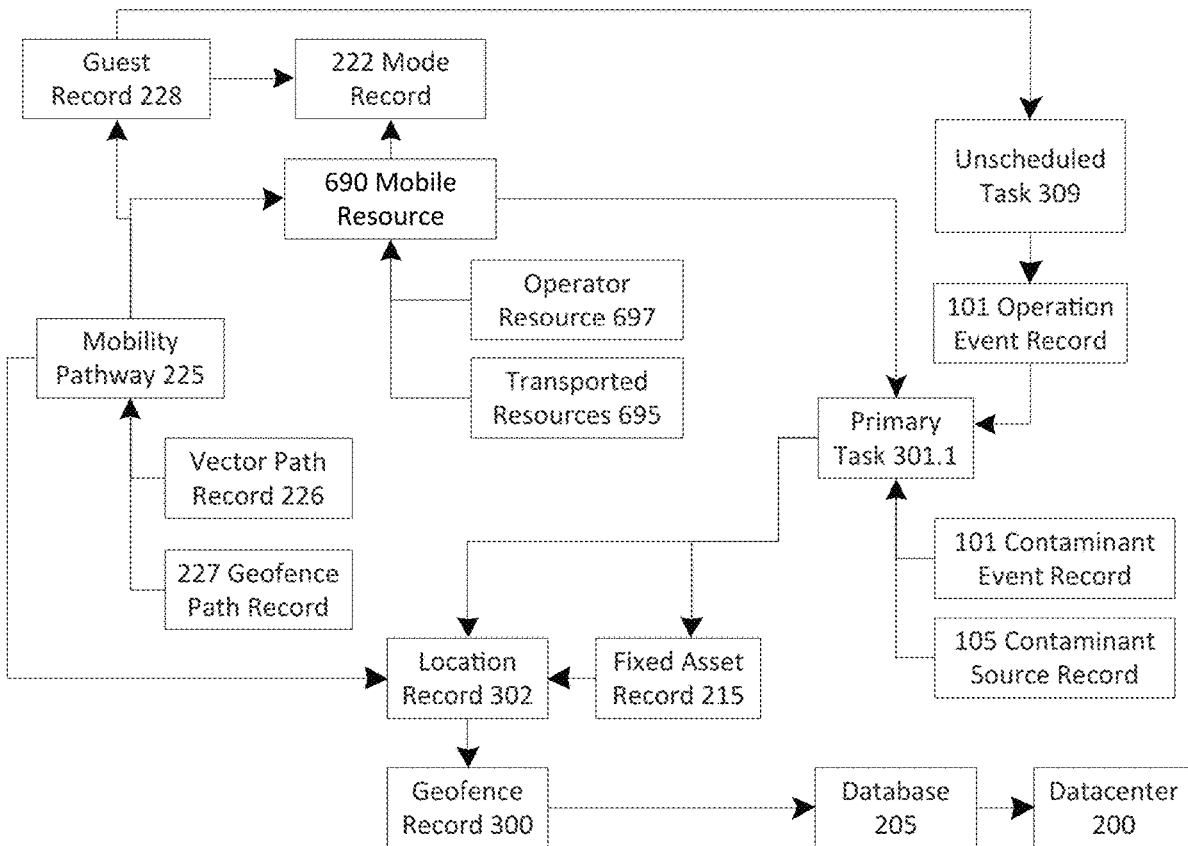 Guest
Record 228
222 Mode
Record
Unscheduled
Task 309
690 Mobile
Resource
Operator
Resource 697
101 Operation
Event Record
Mobility
Pathway 225
Transported
Resources 695
Primary
Task 301.1
Vector Path
Record 226
101 Contaminant
Event Record
227 Geofence
Path Record
105 Contaminant
Source Record
Location
Record 302
Fixed Asset
Record 215
Geofence
Record 300
Database
205
Datacenter
200